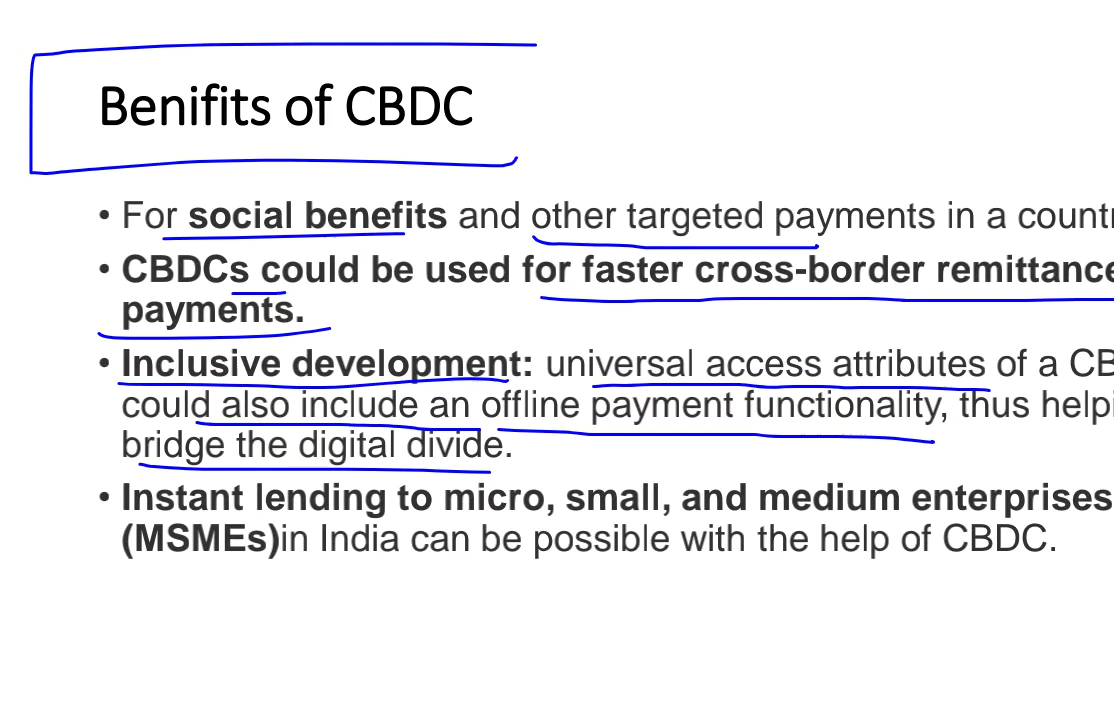 Benifits of CBDC
• For social benefits and other targeted payments in a countr
• CBDCs could be used for faster cross-border remittance
payments.
• Inclusive development: universal access attributes of a CB
could also include an offline payment functionality, thus helpi
bridge the digital divide.
• Instant lending to micro, small, and medium enterprises
(MSMEs)in India can be possible with the help of CBDC.